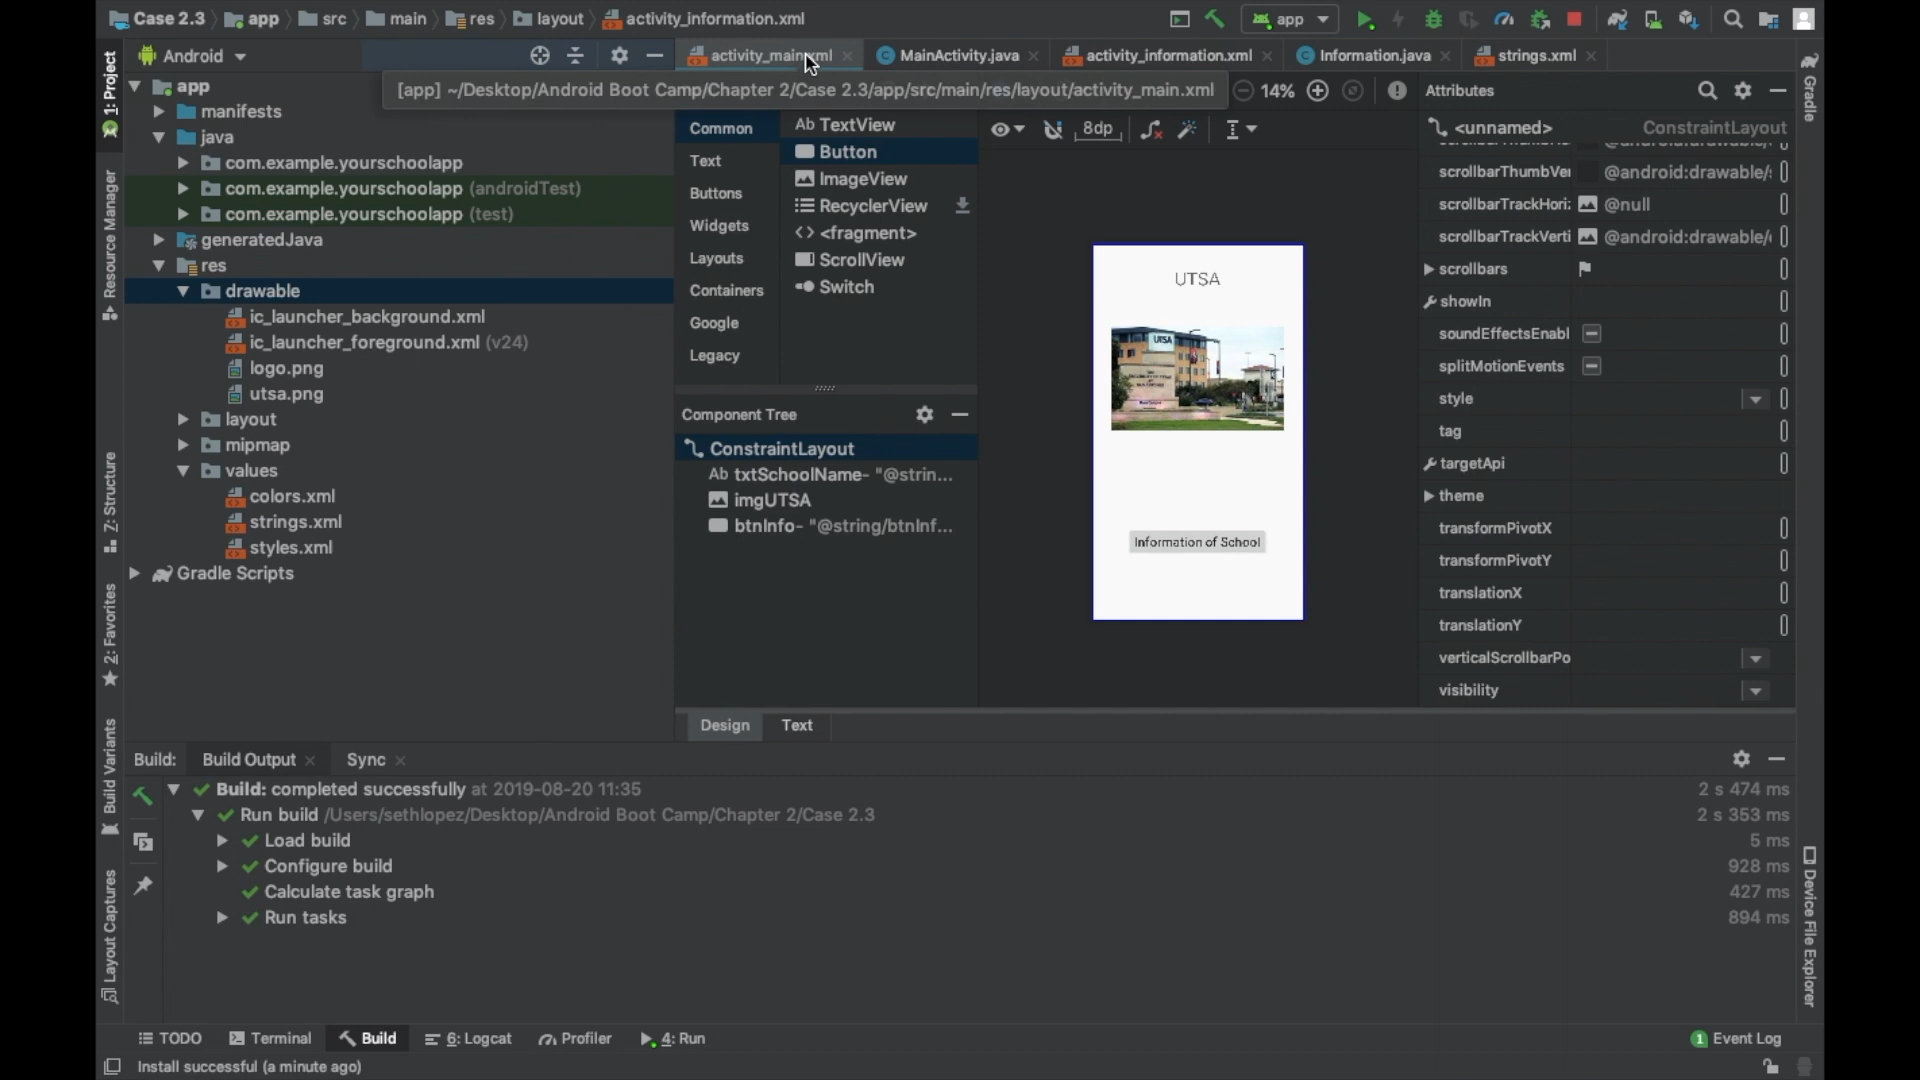 Case 2.3 app src main res layout activity_information.xml
app
Android
activity_main.xml MainActivity.java activity_information.xml Information.java strings.xml
[app] ~/Desktop/Android Boot Camp/Chapter 2/Case 2.3/app/src/main/res/layout/activity_main.xml
14%
Attributes
1: Project
Resource Manager
7: Structure
2: Favorites
Build Variants
Layout Captures
app
manifests
java
com.example.yourschoolapp
com.example.yourschoolapp (androidTest)
com.example.yourschoolapp (test)
generatedJava
res
drawable
ic_launcher_background.xml
ic_launcher_foreground.xml (v24)
logo.png
utsa.png
layout
mipmap
values
colors.xml
strings.xml
styles.xml
Gradle Scripts
Common
Text
Buttons
Widgets
Layouts
Containers
Google
Legacy
Ab TextView
Button
ImageView
RecyclerView
<> <fragment>
ScrollView
Switch
Component Tree
ConstraintLayout
Ab txtSchoolName- "@strin...
imgUTSA
btnInfo- "@string/btnInf...
8dp
UTSA
UTSA
Information of School
<unnamed> ConstraintLayout
scrollbarThumbVer @android:drawable/s
scrollbarTrackHori: @null
scrollbarTrackVerti @android:drawable/
scrollbars
showIn
soundEffectsEnabl
splitMotionEvents
style
tag
targetApi
theme
transformPivotX
transformPivotY
translationX
translationY
verticalScrollbarPo
visibility
Gradle
Device File Explorer
Design Text
Build: Build Output Sync
Build: completed successfully at 2019-08-20 11:35 2 s 474 ms
Run build /Users/sethlopez/Desktop/Android Boot Camp/Chapter 2/Case 2.3 2 s 353 ms
Load build 5 ms
Configure build 928 ms
Calculate task graph 427 ms
Run tasks 894 ms
TODO Terminal Build 6: Logcat Profiler 4: Run 1 Event Log
Install successful (a minute ago)